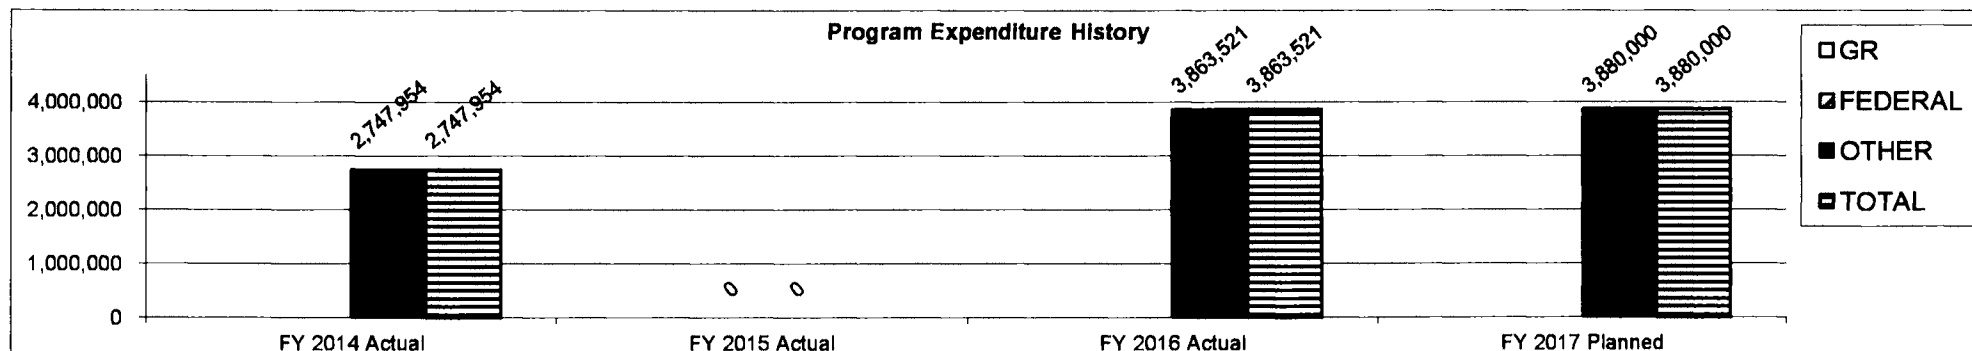 Program Expenditure History
2,747,954
2,747,954
0
0
3,863,521
3,863,521
3,880,000
3,880,000
4,000,000
3,000,000
2,000,000
1,000,000
0
FY 2014 Actual
FY 2015 Actual
FY 2016 Actual
FY 2017 Planned
GR
FEDERAL
OTHER
TOTAL